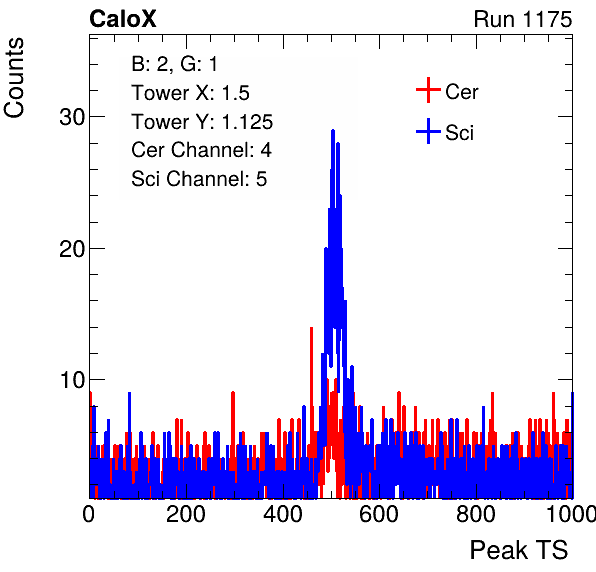 CaloX Run 1175
Counts
B: 2, G: 1
Tower X: 1.5
Tower Y: 1.125
Cer Channel: 4
Sci Channel: 5
Cer
Sci
30
20
10
0 200 400 600 800 1000
Peak TS